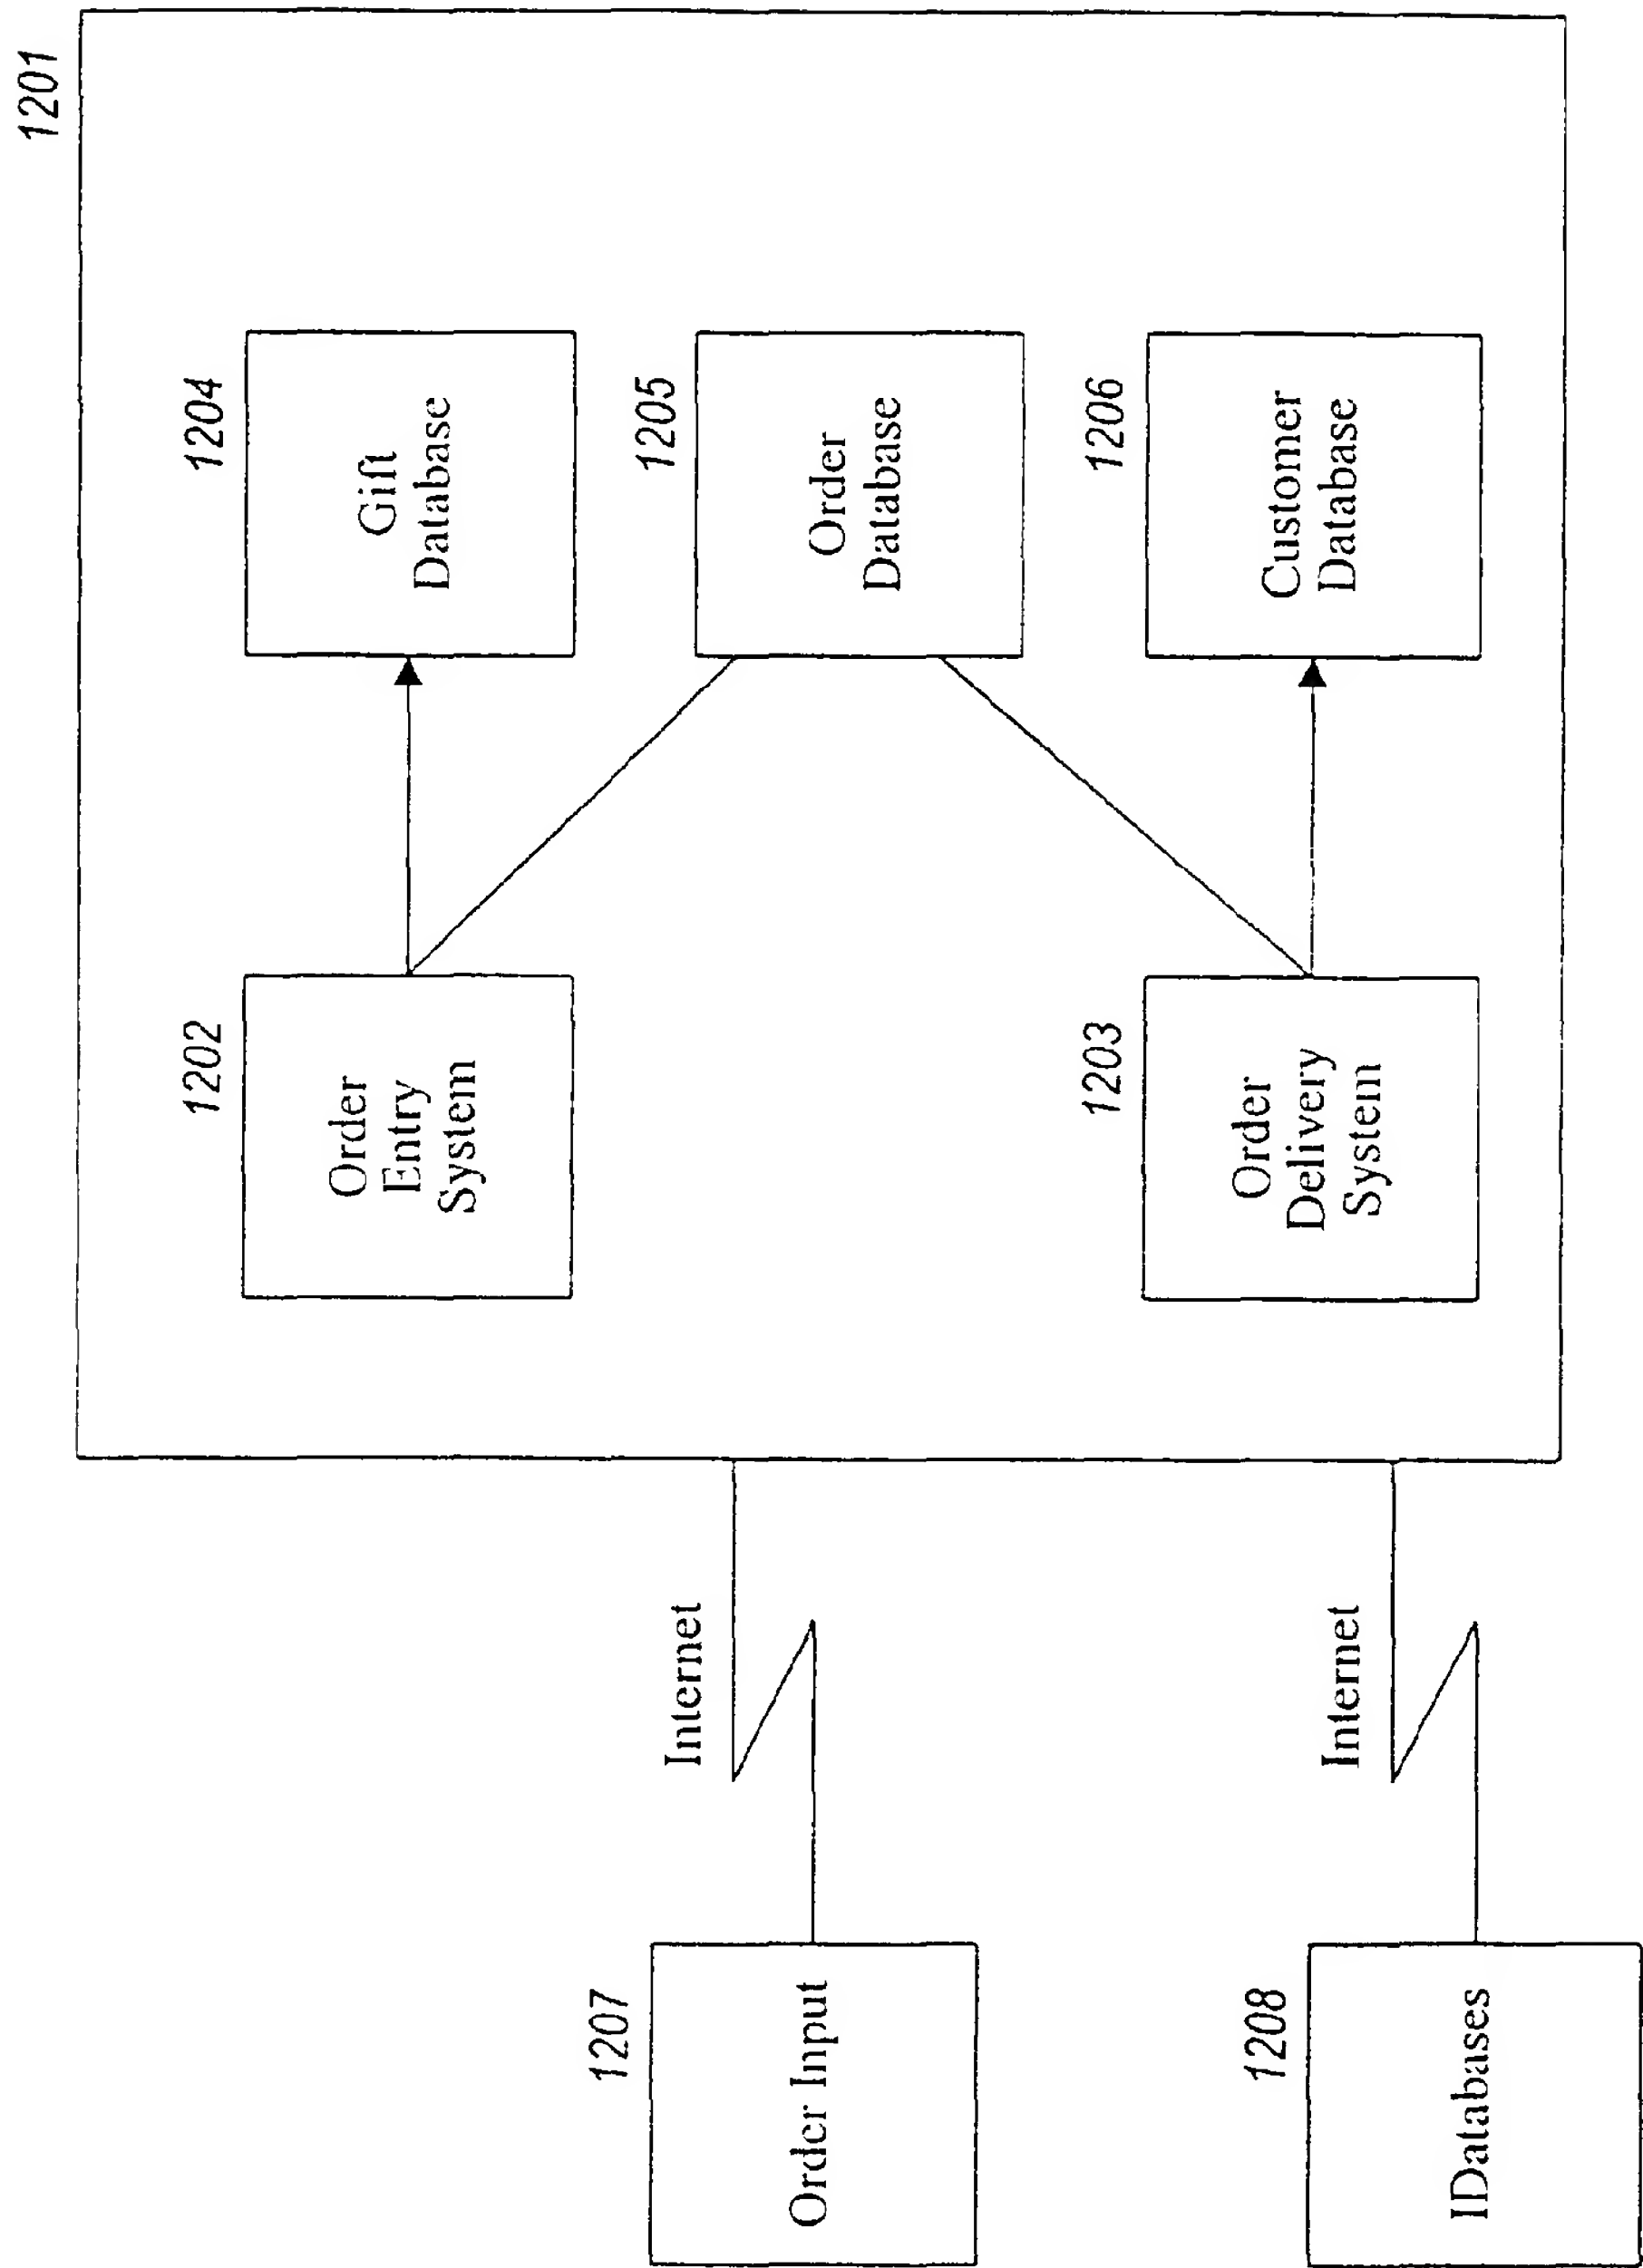 1201
1202
Order
Entry
System
1204
Gift
Database
1205
Order
Database
1203
Order
Delivery
System
1206
Customer
Database
Internet
1207
Order Input
Internet
1208
IDatabases